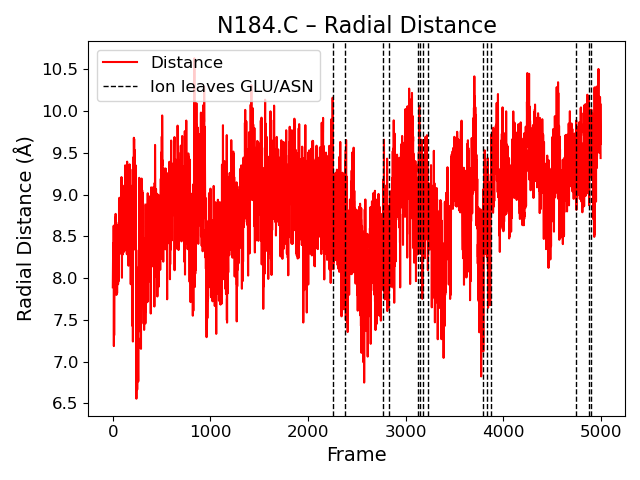 N184.C – Radial Distance
Distance
Ion leaves GLU/ASN
Radial Distance (Å)
10.5
10.0
9.5
9.0
8.5
8.0
7.5
7.0
6.5
0 1000 2000 3000 4000 5000
Frame